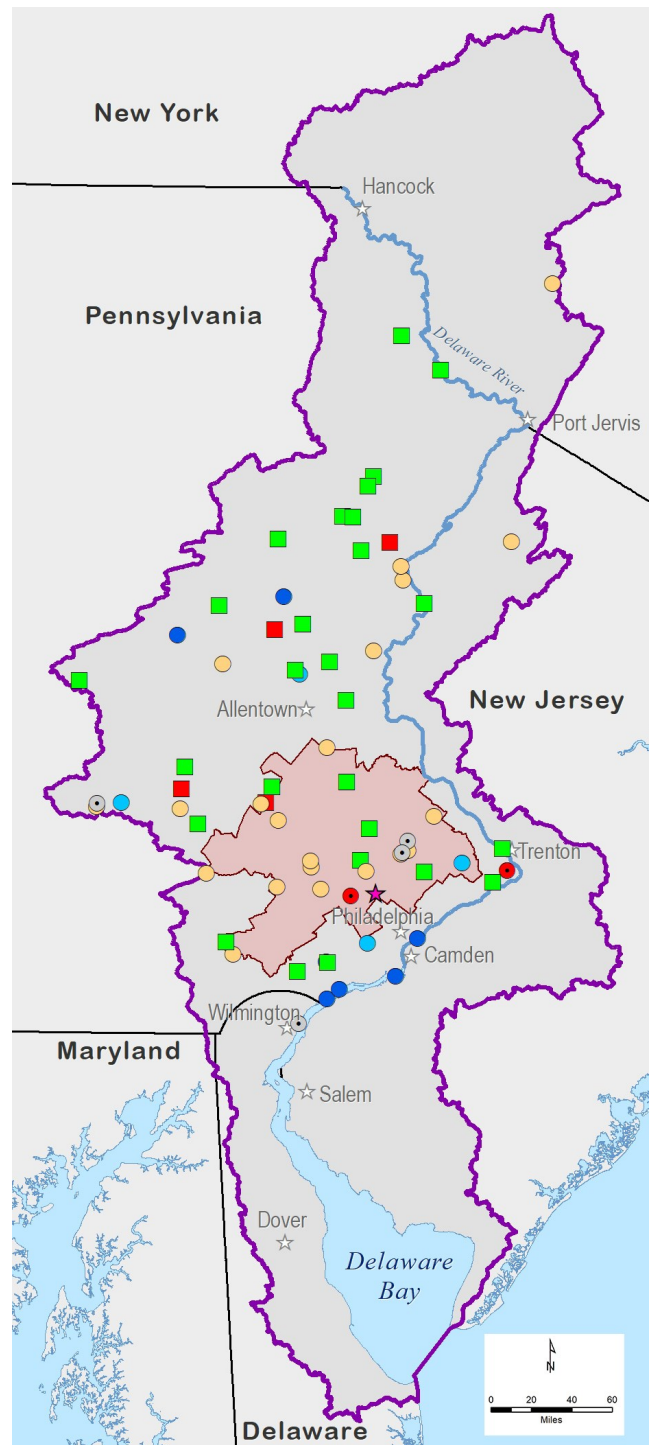 New York
Hancock
Pennsylvania
Delaware River
Port Jervis
New Jersey
Allentown
Trenton
Philadelphia
Camden
Wilmington
Maryland
Salem
Dover
Delaware
Bay
N
0 10 20 40 60
Miles
Delaware